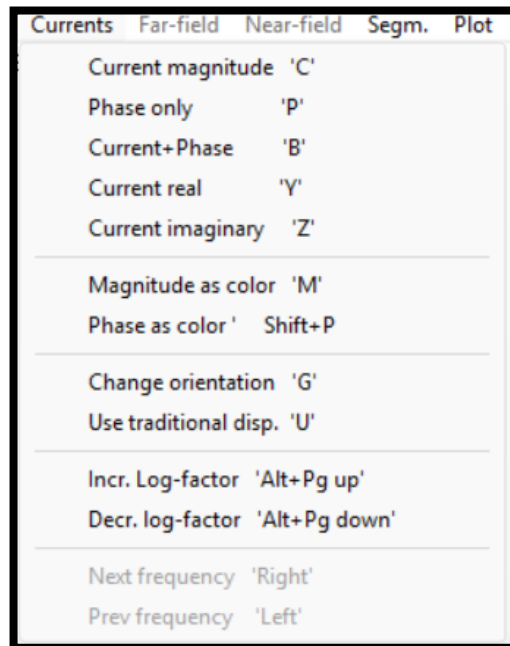 Currents Far-field Near-field Segm. Plot
Current magnitude 'C'
Phase only 'P'
Current+Phase 'B'
Current real 'Y'
Current imaginary 'Z'
Magnitude as color 'M'
Phase as color ' Shift+P
Change orientation 'G'
Use traditional disp. 'U'
Incr. Log-factor 'Alt+Pg up'
Decr. log-factor 'Alt+Pg down'
Next frequency 'Right'
Prev frequency 'Left'